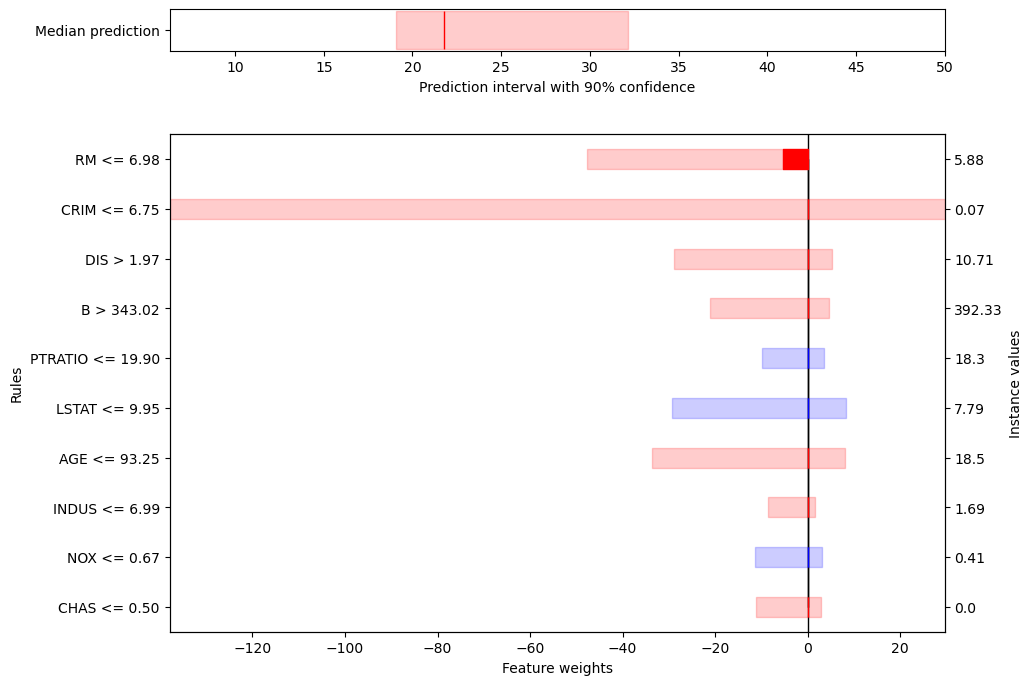 Median prediction
10 15 20 25 30 35 40 45 50
Prediction interval with 90% confidence
RM <= 6.98 5.88
CRIM <= 6.75 0.07
DIS > 1.97 10.71
B > 343.02 392.33
PTRATIO <= 19.90 18.3
LSTAT <= 9.95 7.79
AGE <= 93.25 18.5
INDUS <= 6.99 1.69
NOX <= 0.67 0.41
CHAS <= 0.50 0.0
Rules
Instance values
−120 −100 −80 −60 −40 −20 0 20
Feature weights